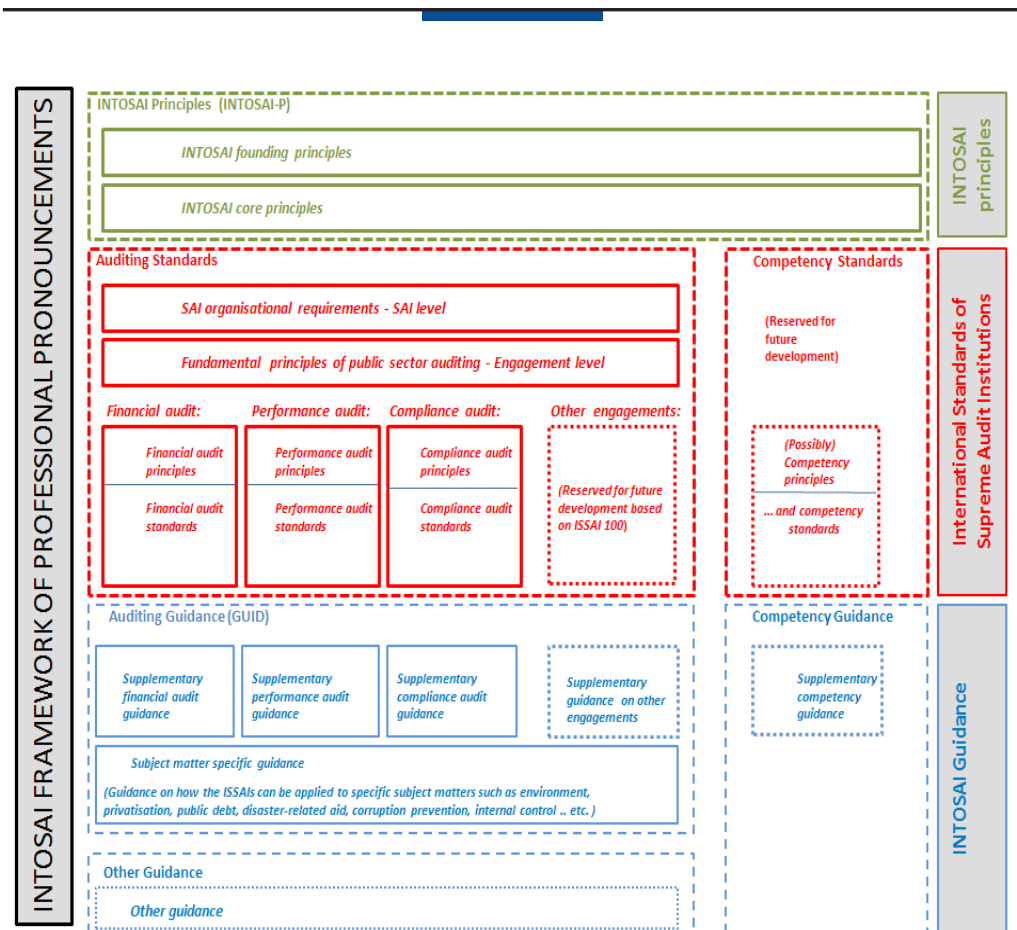 INTOSAI FRAMEWORK OF PROFESSIONAL PRONOUNCEMENTS
INTOSAI Principles (INTOSAI-P)
INTOSAI founding principles
INTOSAI core principles
INTOSAI
principles
Auditing Standards
SAI organisational requirements - SAI level
Fundamental principles of public sector auditing - Engagement level
Financial audit:
Financial audit
principles
Financial audit
standards
Performance audit:
Performance audit
principles
Performance audit
standards
Compliance audit:
Compliance audit
principles
Compliance audit
standards
Other engagements:
(Reserved for future
development based
on ISSAI 100)
Competency Standards
(Reserved for
future
development)
(Possibly)
Competency
principles
... and competency
standards
International Standards of
Supreme Audit Institutions
Auditing Guidance (GUID)
Supplementary
financial audit
guidance
Supplementary
performance audit
guidance
Supplementary
compliance audit
guidance
Supplementary
guidance on other
engagements
Subject matter specific guidance
(Guidance on how the ISSAIs can be applied to specific subject matters such as environment,
privatisation, public debt, disaster-related aid, corruption prevention, internal control .. etc. )
Other Guidance
Other guidance
Competency Guidance
Supplementary
competency
guidance
INTOSAI Guidance